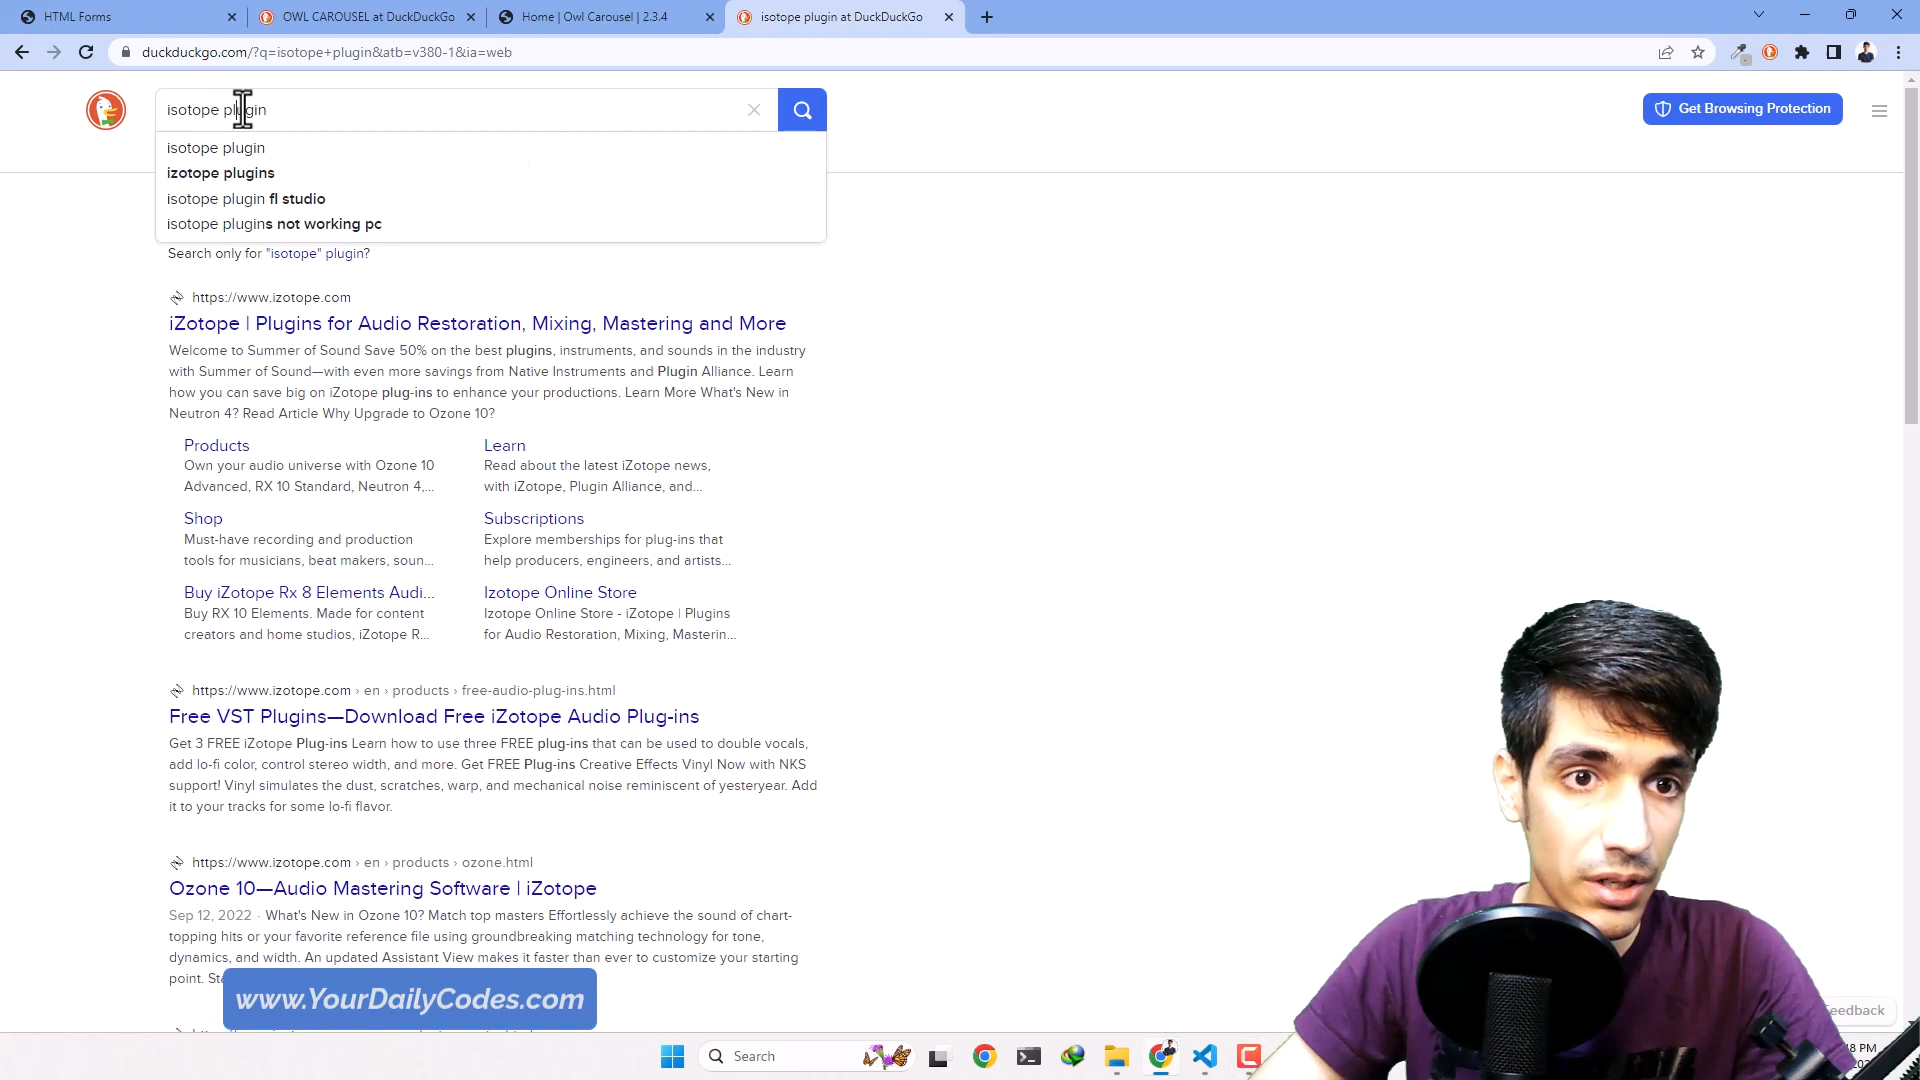 HTML Forms
OWL CAROUSEL at DuckDuckGo
Home | Owl Carousel | 2.3.4
isotope plugin at DuckDuckGo
duckduckgo.com/?q=isotope+plugin&atb=v380-1&ia=web
isotope plugin
Get Browsing Protection
isotope plugin
izotope plugins
isotope plugin fl studio
isotope plugins not working pc
Search only for "isotope" plugin?
https://www.izotope.com
iZotope | Plugins for Audio Restoration, Mixing, Mastering and More
Welcome to Summer of Sound Save 50% on the best plugins, instruments, and sounds in the industry
with Summer of Sound—with even more savings from Native Instruments and Plugin Alliance. Learn
how you can save big on iZotope plug-ins to enhance your productions. Learn More What's New in
Neutron 4? Read Article Why Upgrade to Ozone 10?
Products
Own your audio universe with Ozone 10
Advanced, RX 10 Standard, Neutron 4,...
Learn
Read about the latest iZotope news,
with iZotope, Plugin Alliance, and...
Shop
Must-have recording and production
tools for musicians, beat makers, soun...
Subscriptions
Explore memberships for plug-ins that
help producers, engineers, and artists...
Buy iZotope Rx 8 Elements Audi...
Buy RX 10 Elements. Made for content
creators and home studios, iZotope R...
Izotope Online Store
Izotope Online Store - iZotope | Plugins
for Audio Restoration, Mixing, Masterin...
https://www.izotope.com › en › products › free-audio-plug-ins.html
Free VST Plugins—Download Free iZotope Audio Plug-ins
Get 3 FREE iZotope Plug-ins Learn how to use three FREE plug-ins that can be used to double vocals,
add lo-fi color, control stereo width, and more. Get FREE Plug-ins Creative Effects Vinyl Now with NKS
support! Vinyl simulates the dust, scratches, warp, and mechanical noise reminiscent of yesteryear. Add
it to your tracks for some lo-fi flavor.
https://www.izotope.com › en › products › ozone.html
Ozone 10—Audio Mastering Software | iZotope
Sep 12, 2022 · What's New in Ozone 10? Match top masters Effortlessly achieve the sound of chart-
topping hits or your favorite reference file using groundbreaking matching technology for tone,
dynamics, and width. An updated Assistant View makes it faster than ever to customize your starting
point.
www.YourDailyCodes.com
Feedback
Search
PM